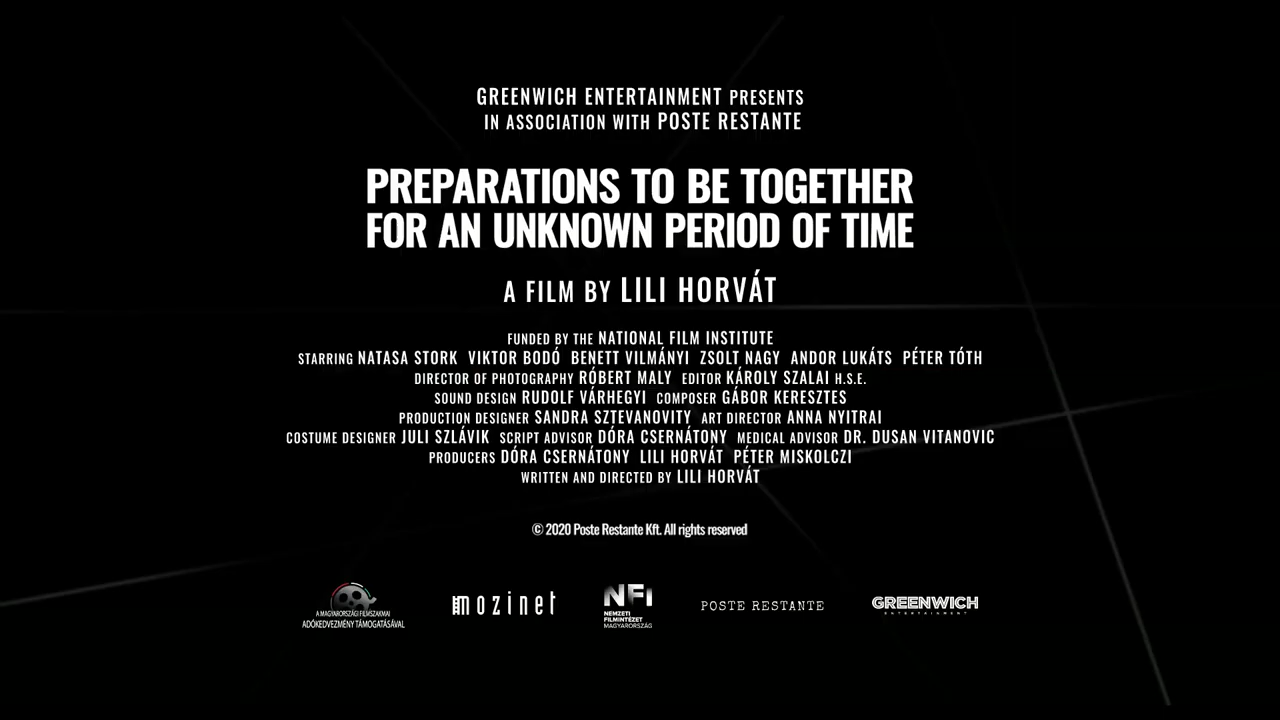 GREENWICH ENTERTAINMENT PRESENTS
IN ASSOCIATION WITH POSTE RESTANTE
PREPARATIONS TO BE TOGETHER
FOR AN UNKNOWN PERIOD OF TIME
A FILM BY LILI HORVÁT
FUNDED BY THE NATIONAL FILM INSTITUTE
STARRING NATASA STORK VIKTOR BODÓ BENETT VILMÁNYI ZSOLT NAGY ANDOR LUKÁTS PÉTER TÓTH
DIRECTOR OF PHOTOGRAPHY RÓBERT MALY EDITOR KÁROLY SZALAI H.S.E.
SOUND DESIGN RUDOLF VÁRHEGYI COMPOSER GÁBOR KERESZTES
PRODUCTION DESIGNER SANDRA SZTEVANOVITY ART DIRECTOR ANNA NYITRAI
COSTUME DESIGNER JULI SZLÁVIK SCRIPT ADVISOR DÓRA CSERNÁTONY MEDICAL ADVISOR DR. DUSAN VITANOVIC
PRODUCERS DÓRA CSERNÁTONY LILI HORVÁT PÉTER MISKOLCZI
WRITTEN AND DIRECTED BY LILI HORVÁT
© 2020 Poste Restante Kft. All rights reserved
A MAGYARORSZÁGI FILMSZAKMAI
ADÓKEDVEZMÉNY TÁMOGATÁSÁVAL
mozinet
NFI
NEMZETI
FILMINTÉZET
MAGYARORSZÁG
POSTE RESTANTE
GREENWICH
ENTERTAINMENT